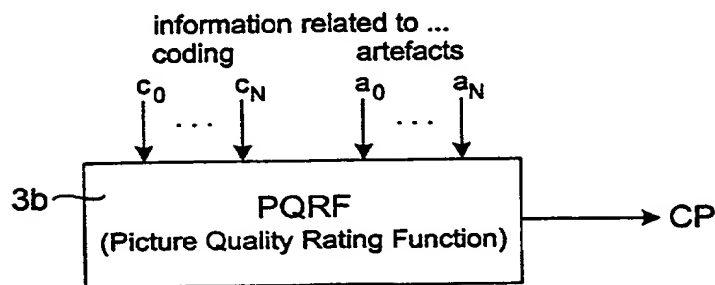 information related to ...
coding artefacts
c0 ... cN a0 ... aN
3b
PQRF
(Picture Quality Rating Function)
CP